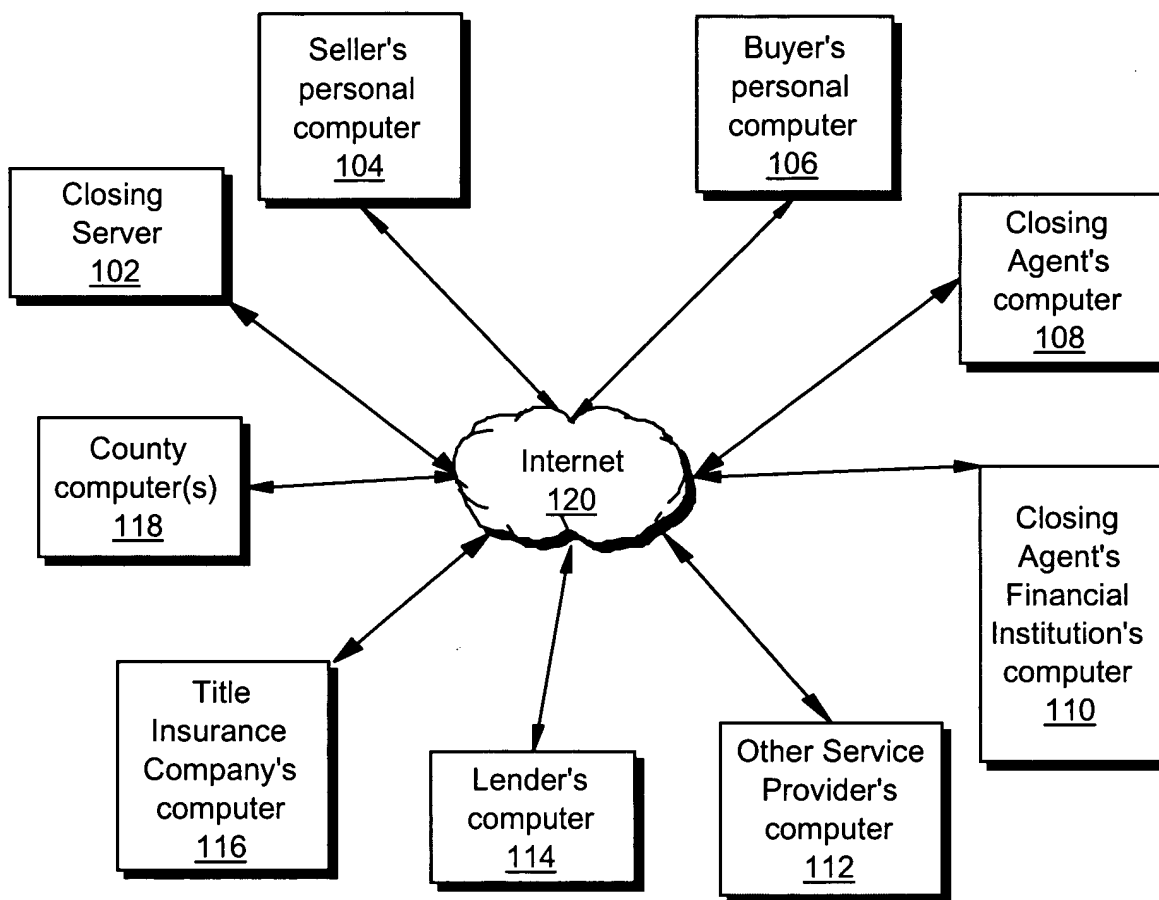 Seller's
personal
computer
104
Buyer's
personal
computer
106
Closing
Server
102
Closing
Agent's
computer
108
County
computer(s)
118
Internet
120
Closing
Agent's
Financial
Institution's
computer
110
Title
Insurance
Company's
computer
116
Lender's
computer
114
Other Service
Provider's
computer
112